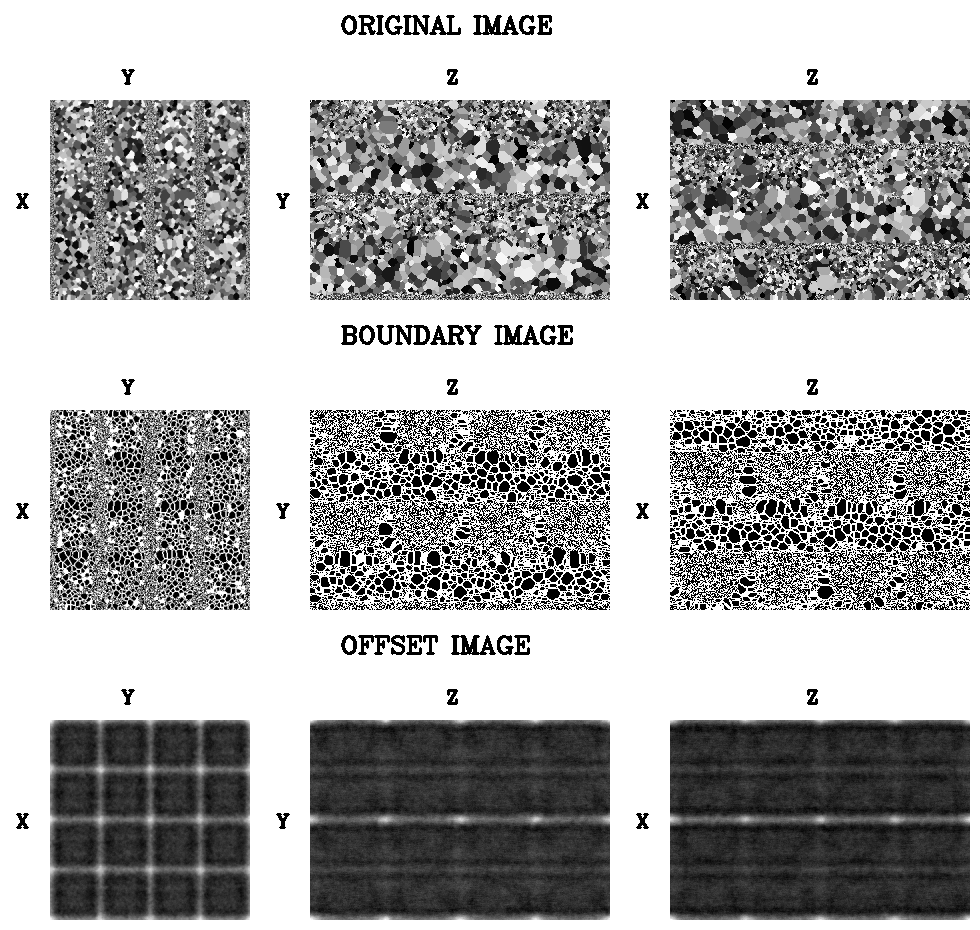 ORIGINAL IMAGE
Y Z Z
X Y X
BOUNDARY IMAGE
Y Z Z
X Y X
OFFSET IMAGE
Y Z Z
X Y X